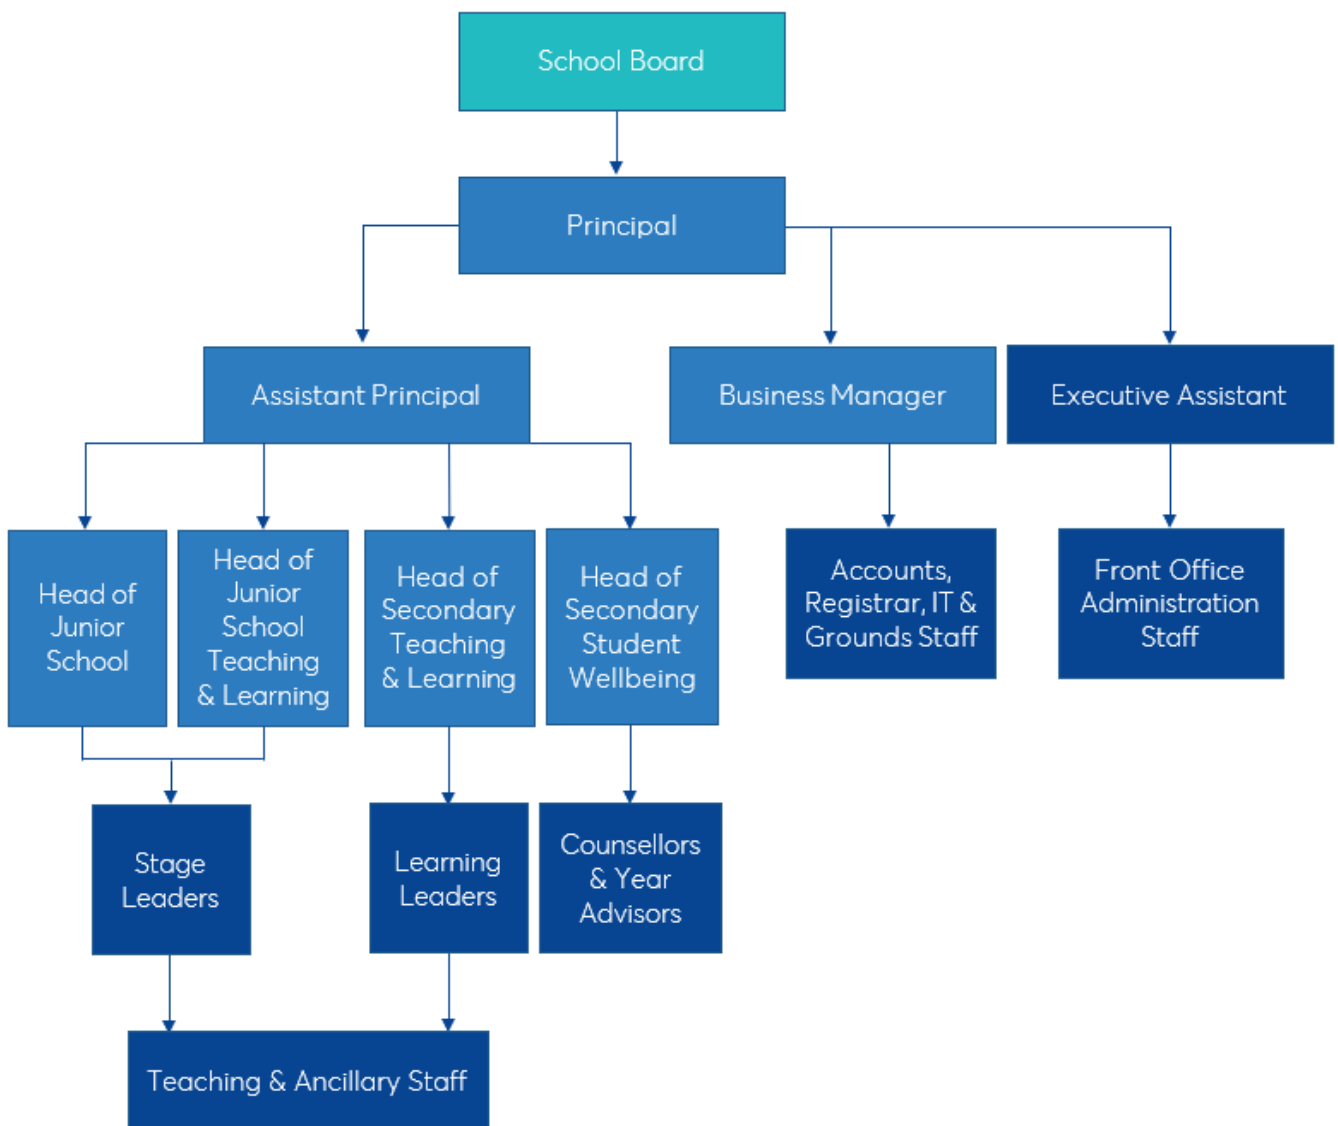 School Board
Principal
Assistant Principal
Business Manager
Executive Assistant
Head of
Junior
School
Head of
Junior
School
Teaching
& Learning
Head of
Secondary
Teaching
& Learning
Head of
Secondary
Student
Wellbeing
Accounts,
Registrar, IT &
Grounds Staff
Front Office
Administration
Staff
Stage
Leaders
Learning
Leaders
Counsellors
& Year
Advisors
Teaching & Ancillary Staff